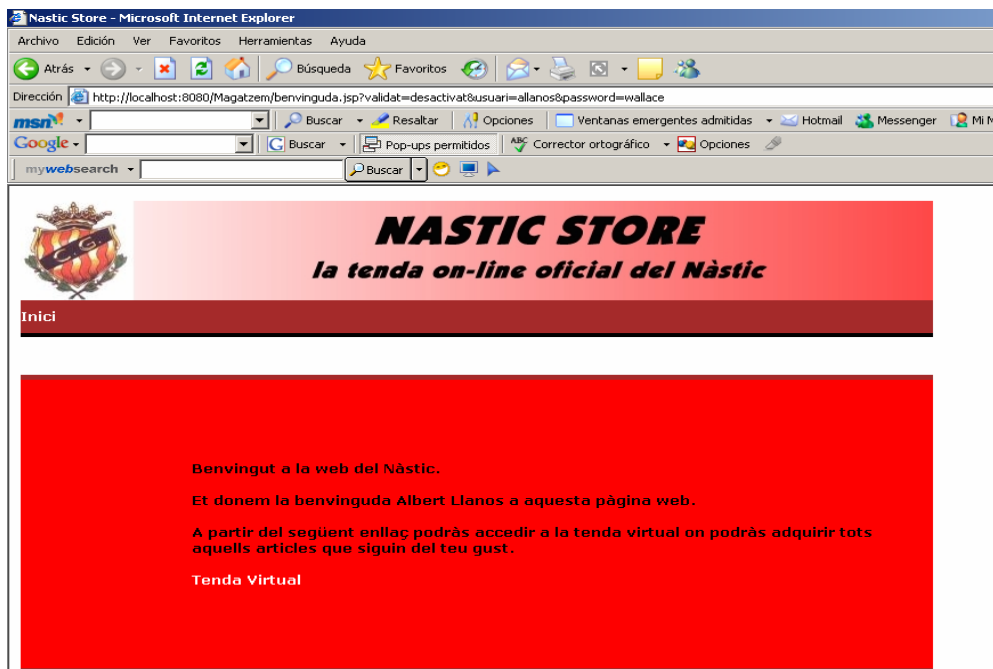 Nastic Store - Microsoft Internet Explorer
Archivo Edición Ver Favoritos Herramientas Ayuda
Atrás Búsqueda Favoritos
Dirección http://localhost:8080/Magatzem/benvinguda.jsp?validat=desactivat&usuari=allanos&password=wallace
msn Buscar Resaltar Opciones Ventanas emergentes admitidas Hotmail Messenger Mi
Google G Buscar Pop-ups permitidos ABC Corrector ortográfico Opciones
mywebsearch Buscar
C. G.
NASTIC STORE
la tenda on-line oficial del Nàstic
Inici
Benvingut a la web del Nàstic.
Et donem la benvinguda Albert Llanos a aquesta pàgina web.
A partir del següent enllaç podràs accedir a la tenda virtual on podràs adquirir tots
aquells articles que siguin del teu gust.
Tenda Virtual